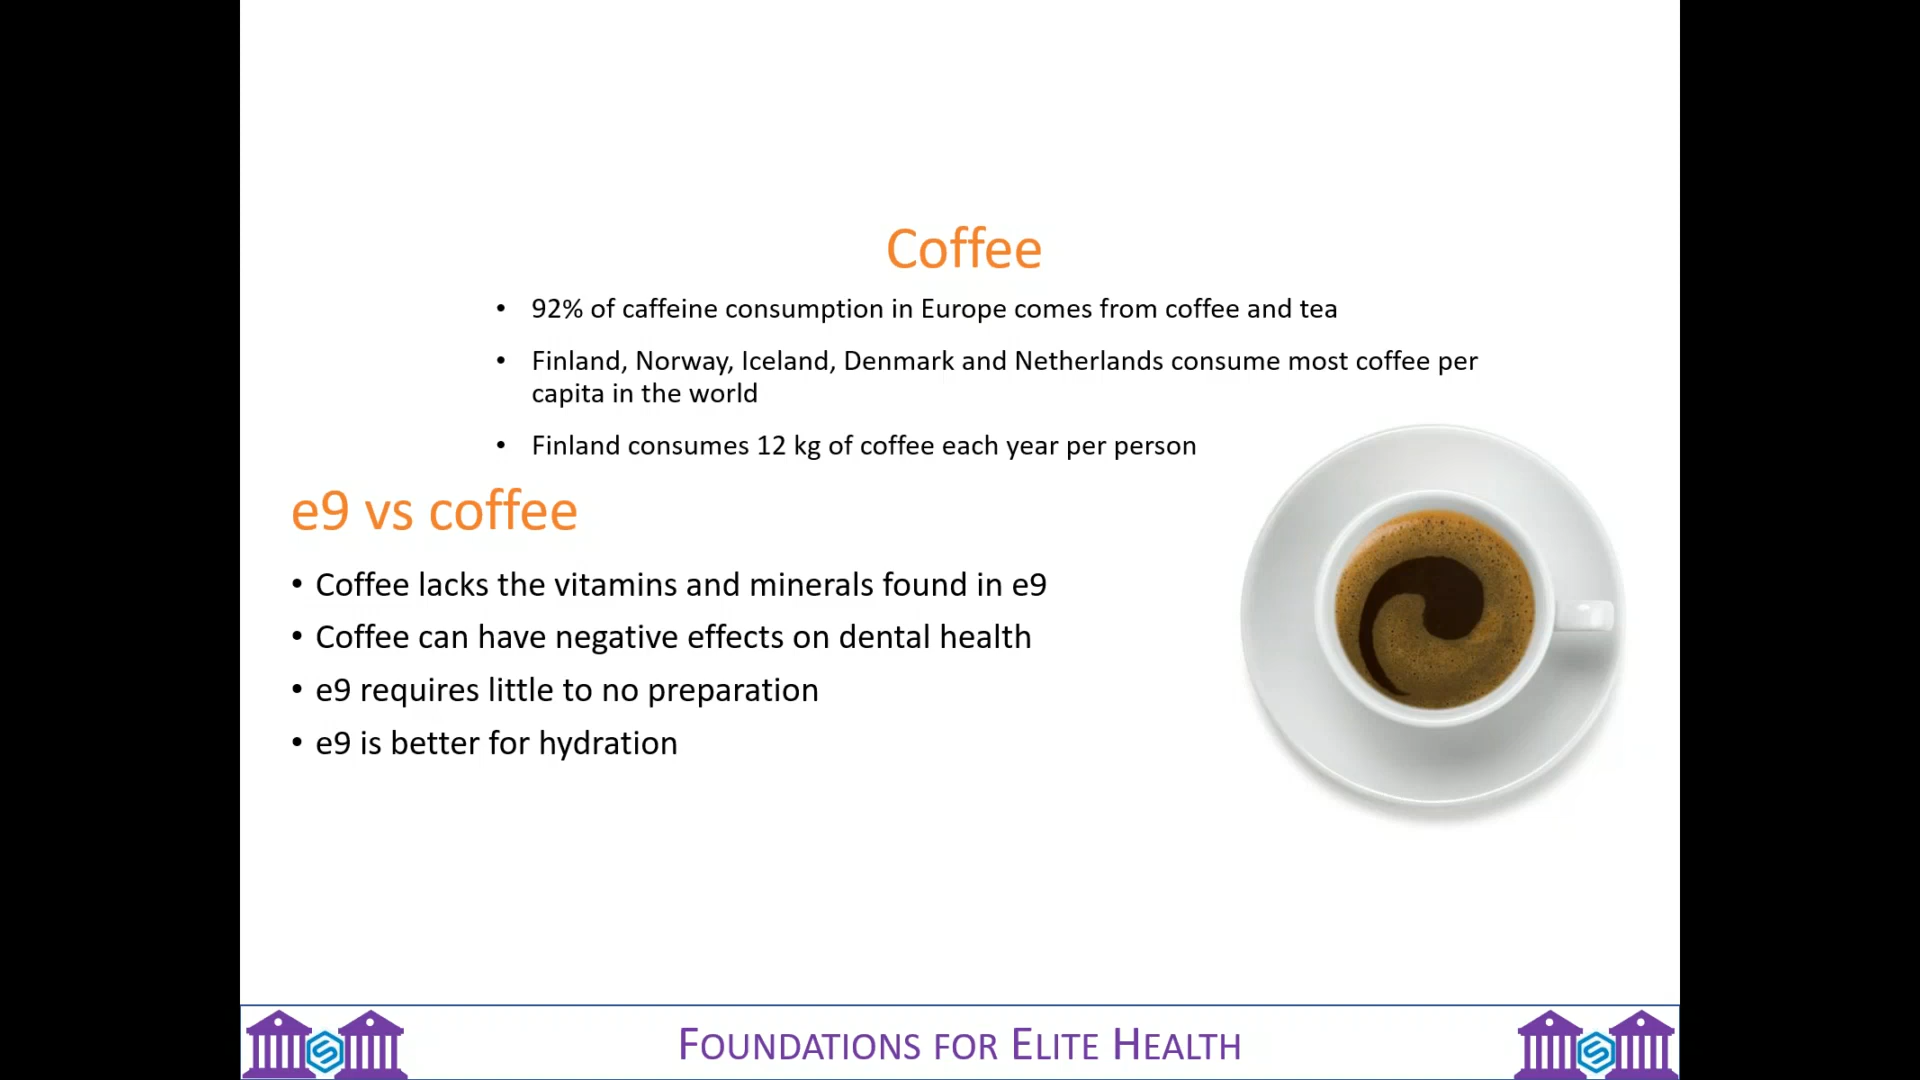 Coffee
• 92% of caffeine consumption in Europe comes from coffee and tea
• Finland, Norway, Iceland, Denmark and Netherlands consume most coffee per
capita in the world
• Finland consumes 12 kg of coffee each year per person
e9 vs coffee
• Coffee lacks the vitamins and minerals found in e9
• Coffee can have negative effects on dental health
• e9 requires little to no preparation
• e9 is better for hydration
FOUNDATIONS FOR ELITE HEALTH